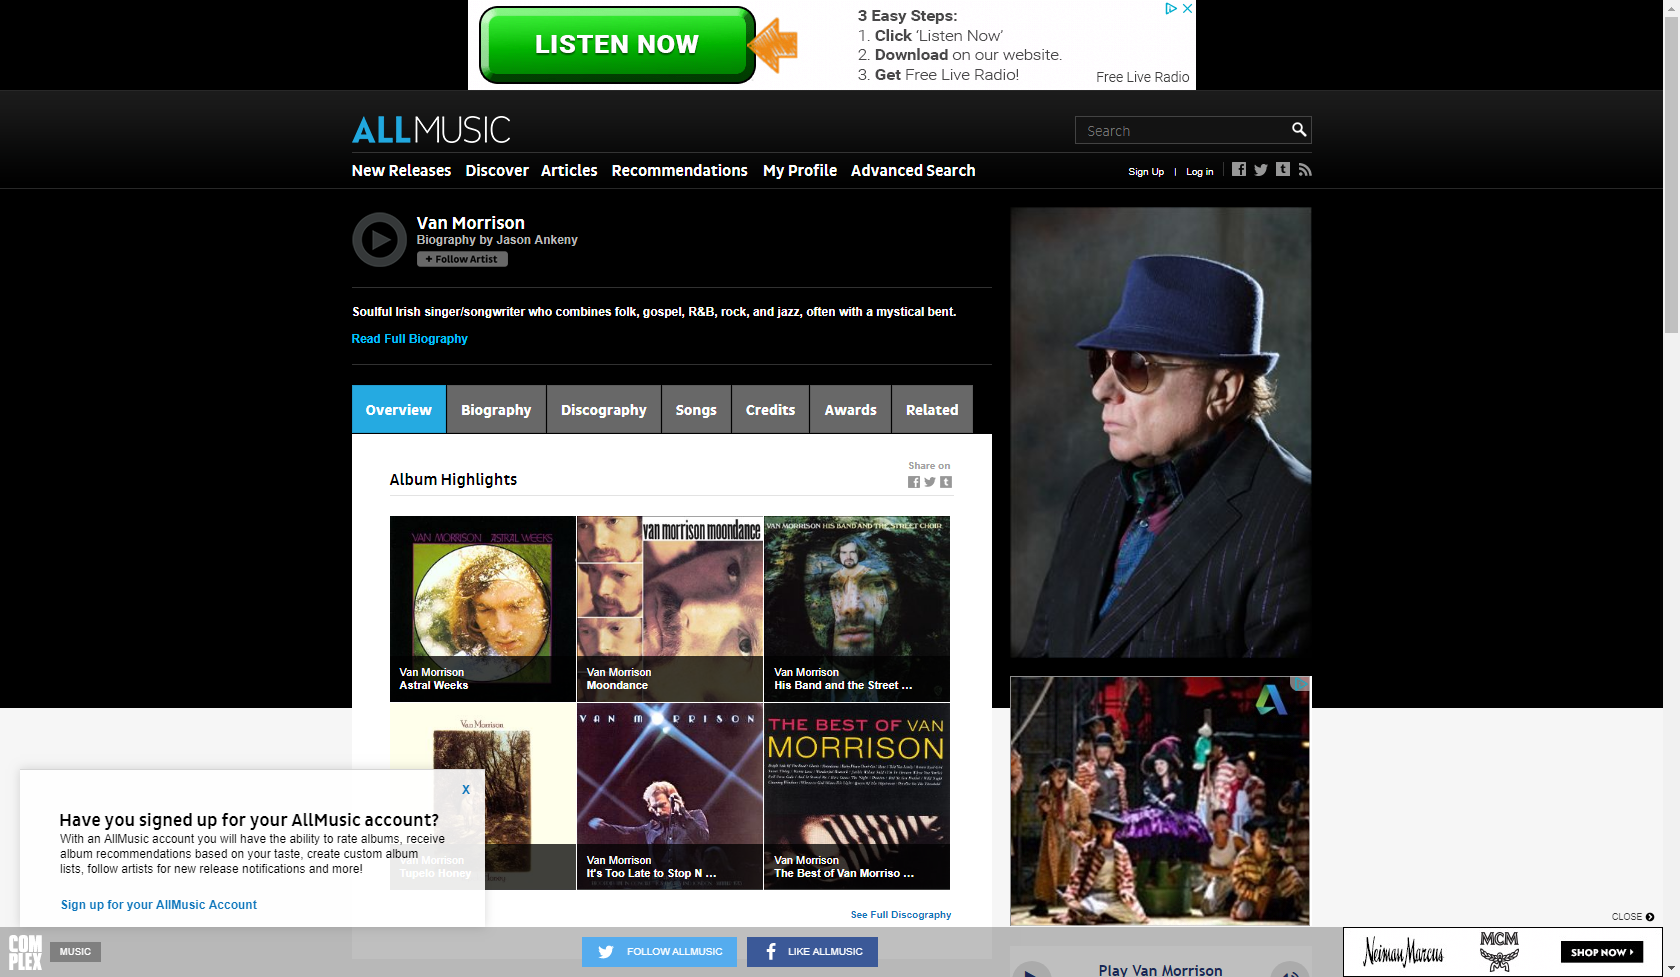 LISTEN NOW
3 Easy Steps:
1. Click 'Listen Now'
2. Download on our website.
3. Get Free Live Radio!
Free Live Radio
ALLMUSIC
Search
New Releases Discover Articles Recommendations My Profile Advanced Search
Sign Up | Log in
Van Morrison
Biography by Jason Ankeny
+ Follow Artist
Soulful Irish singer/songwriter who combines folk, gospel, R&B, rock, and jazz, often with a mystical bent.
Read Full Biography
Overview Biography Discography Songs Credits Awards Related
Album Highlights
Share on
VAN MORRISON ASTRAL WEEKS
van morrison moondance
VAN MORRISON HIS BAND AND THE STREET CHOIR
Van Morrison
Astral Weeks
Van Morrison
Moondance
Van Morrison
His Band and the Street ...
Van Morrison
VAN MORRISON
THE BEST OF VAN
MORRISON
Van Morrison
Tupelo Honey
Van Morrison
It's Too Late to Stop N ...
Van Morrison
The Best of Van Morriso ...
See Full Discography
X
Have you signed up for your AllMusic account?
With an AllMusic account you will have the ability to rate albums, receive
album recommendations based on your taste, create custom album
lists, follow artists for new release notifications and more!
Sign up for your AllMusic Account
COM
PLEX
MUSIC
FOLLOW ALLMUSIC
LIKE ALLMUSIC
CLOSE
Neiman Marcus
MCM
SHOP NOW
Play Van Morrison